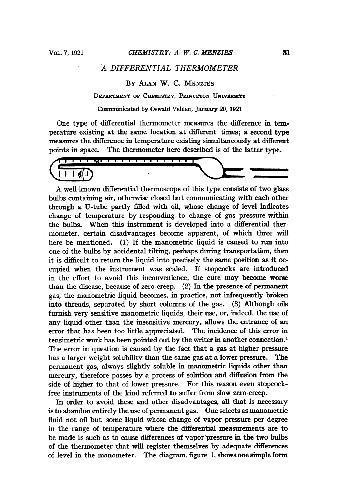 VOL. 7, 1921 CHEMISTRY: A. W. C. MENZIES 81
A DIFFERENTIAL THERMOMETER
BY ALAN W. C. MENZIES
DEPARTMENT OF CHEMISTRY, PRINCETON UNIVERSITY
Communicated by Oswald Veblen, January 20, 1921
One type of differential thermometer measures the difference in tem-
perature existing at the same location at different times; a second type
measures the difference in temperature existing simultaneously at different
points in space. The thermometer here described is of the latter type.
A well known differential thermoscope of this type consists of two glass
bulbs containing air, otherwise closed but communicating with each other
through a U-tube partly filled with oil, whose change of level indicates
change of temperature by responding to change of gas pressure within
the bulbs. When this instrument is developed into a differential ther-
mometer, certain disadvantages become apparent, of which three will
here be mentioned. (1) If the manometric liquid is caused to run into
one of the bulbs by accidental tilting, perhaps during transportation, then
it is difficult to return the liquid into precisely the same position as it oc-
cupied when the instrument was sealed. If stopcocks are introduced
in the effort to avoid this inconvenience, the cure may become worse
than the disease, because of zero creep. (2) In the presence of permanent
gas, the manometric liquid becomes, in practice, not infrequently broken
into threads, separated by short columns of the gas. (3) Although oils
furnish very sensitive manometric liquids, their use, or, indeed, the use of
any liquid other than the insensitive mercury, allows the entrance of an
error that has been too little appreciated. The incidence of this error in
tensimetric work has been pointed out by the writer in another connection.¹
The error in question is caused by the fact that a gas at higher pressure
has a larger weight solubility than the same gas at a lower pressure. The
permanent gas, always slightly soluble in manometric liquids other than
mercury, therefore passes by a process of solution and diffusion from the
side of higher to that of lower pressure. For this reason even stopcock-
free instruments of the kind referred to suffer from slow zero-creep.
In order to avoid these and other disadvantages, all that is necessary
is to abandon entirely the use of permanent gas. One selects as manometric
fluid not oil but some liquid whose change of vapor pressure per degree
in the range of temperature where the differential measurements are to
be made is such as to cause differences of vapor pressure in the two bulbs
of the thermometer that will register themselves by adequate differences
of level in the manometer. The diagram, figure 1, shows one simple form